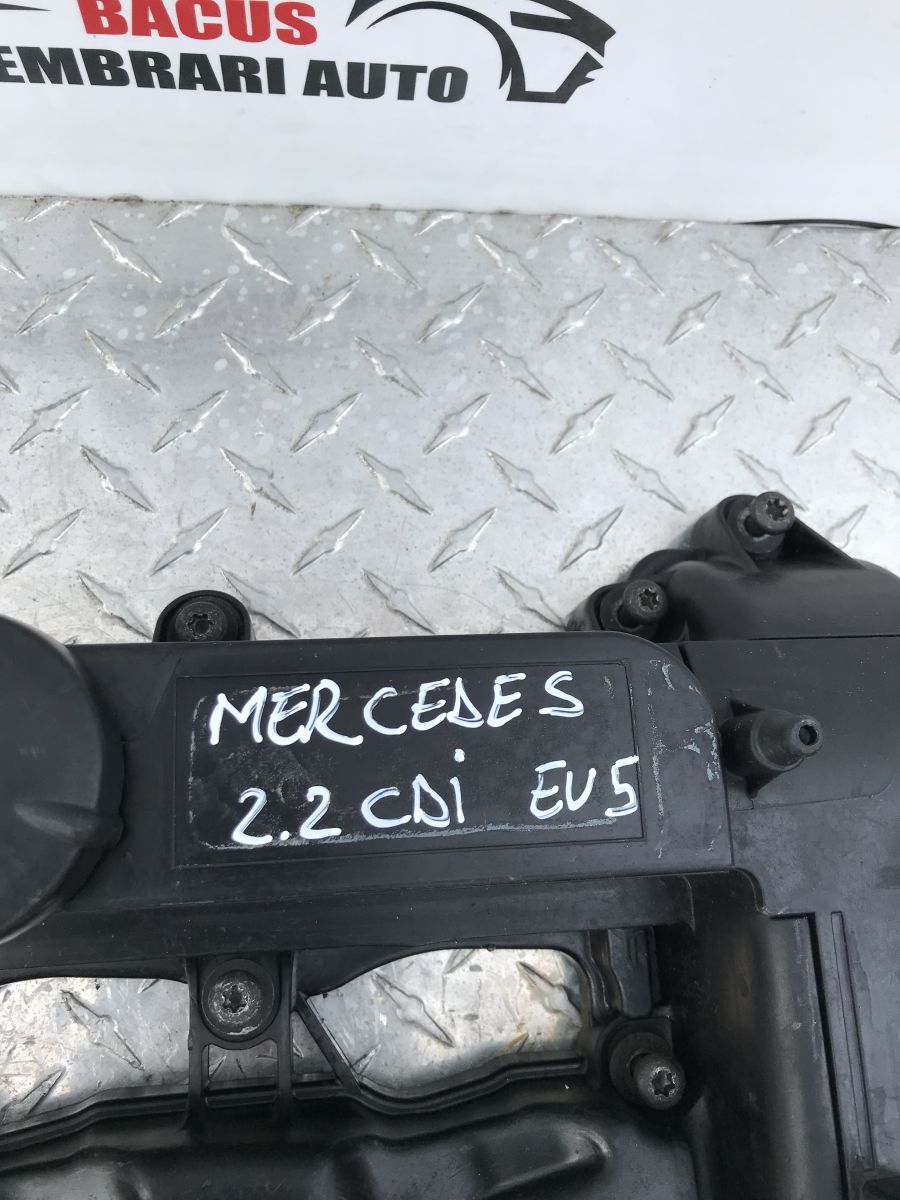 BACUS
EMBRARI AUTO
MERCEDES
2.2 CDi EU5